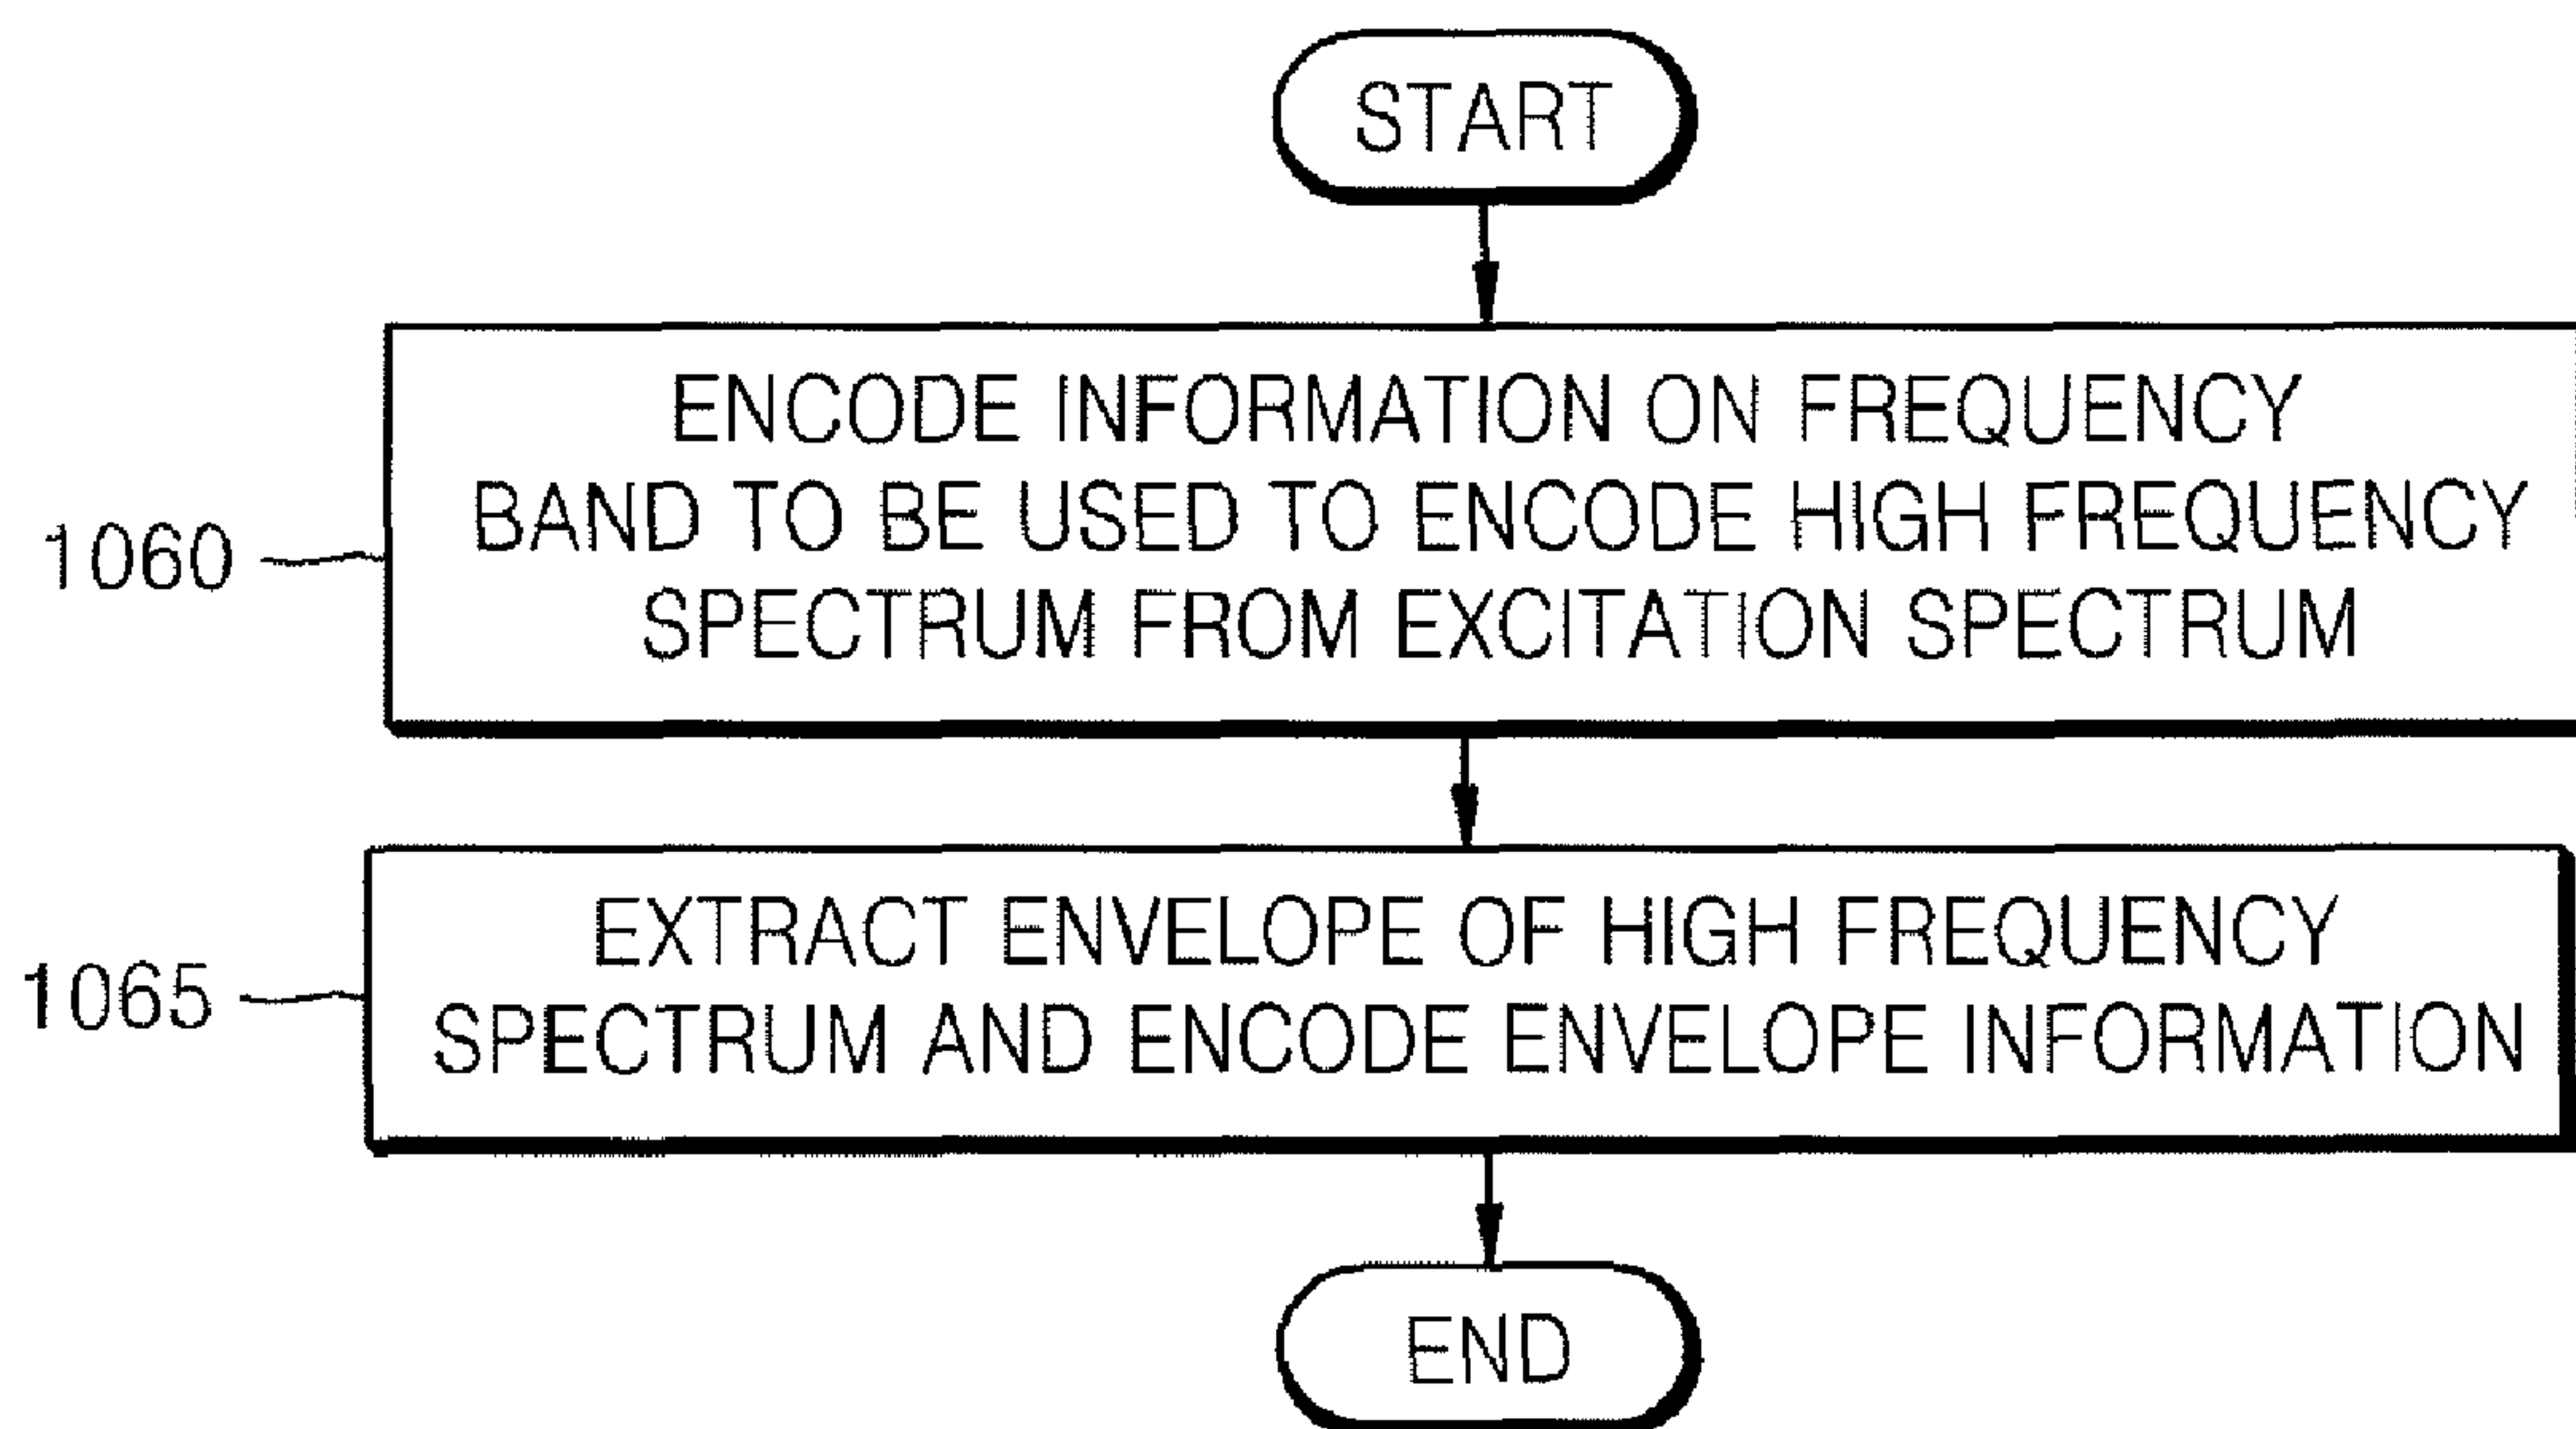 START
ENCODE INFORMATION ON FREQUENCY
BAND TO BE USED TO ENCODE HIGH FREQUENCY
SPECTRUM FROM EXCITATION SPECTRUM
1060
EXTRACT ENVELOPE OF HIGH FREQUENCY
SPECTRUM AND ENCODE ENVELOPE INFORMATION
1065
END